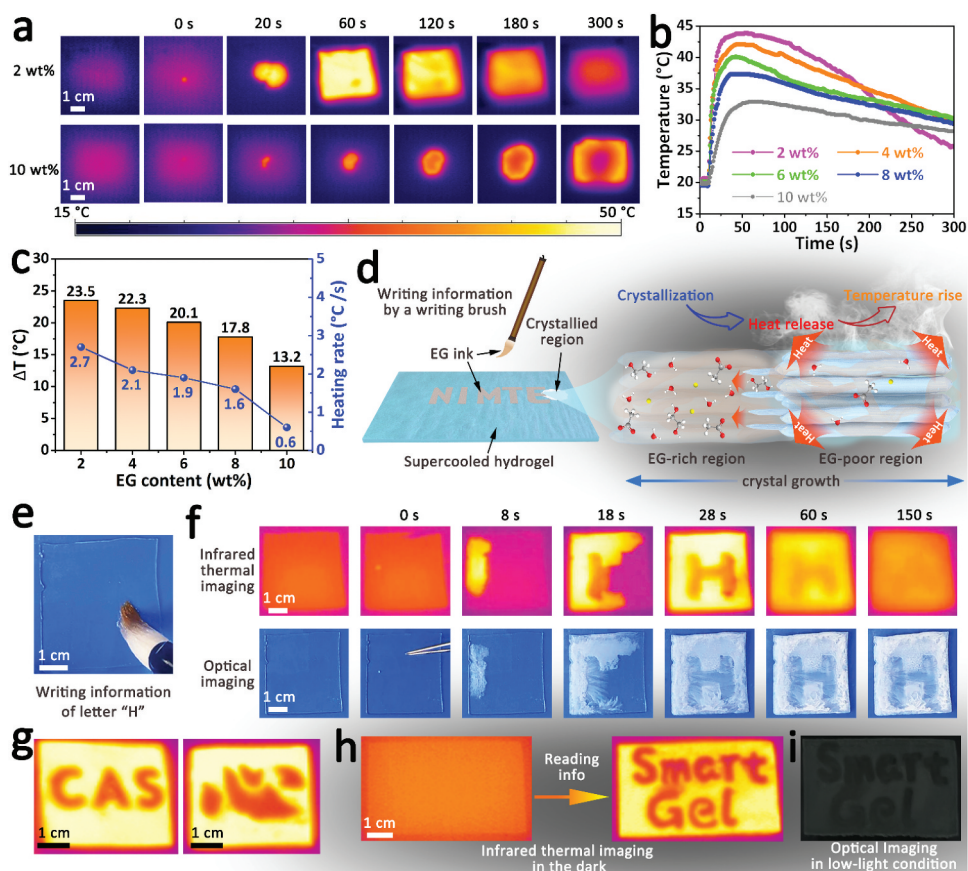 a
0 s 20 s 60 s 120 s 180 s 300 s
2 wt%
1 cm
10 wt%
1 cm
15 °C 50 °C
b
Temperature (°C)
45
40
35
30
25
20
15
2 wt% 4 wt%
6 wt% 8 wt%
10 wt%
0 50 100 150 200 250 300
Time (s)
c
ΔT (°C)
30
25
20
15
10
5
0
23.5 22.3 20.1 17.8 13.2
2.7 2.1 1.9 1.6 0.6
5
4
3
2
1
0
Heating rate (°C /s)
2 4 6 8 10
EG content (wt%)
d
Writing information
by a writing brush
EG ink
Crystallied
region
NIMTE
Supercooled hydrogel
Crystallization
Heat release
Temperature rise
Heat
Heat
Heat
Heat
EG-rich region EG-poor region
crystal growth
e
1 cm
Writing information
of letter “H”
f
0 s 8 s 18 s 28 s 60 s 150 s
Infrared
thermal
imaging
1 cm
H H
Optical
imaging
1 cm
H H H
g
CAS
1 cm 1 cm
h
1 cm
Reading
info
Smart
Gel
Infrared thermal imaging
in the dark
i
Smart
Gel
Optical Imaging
in low-light condition